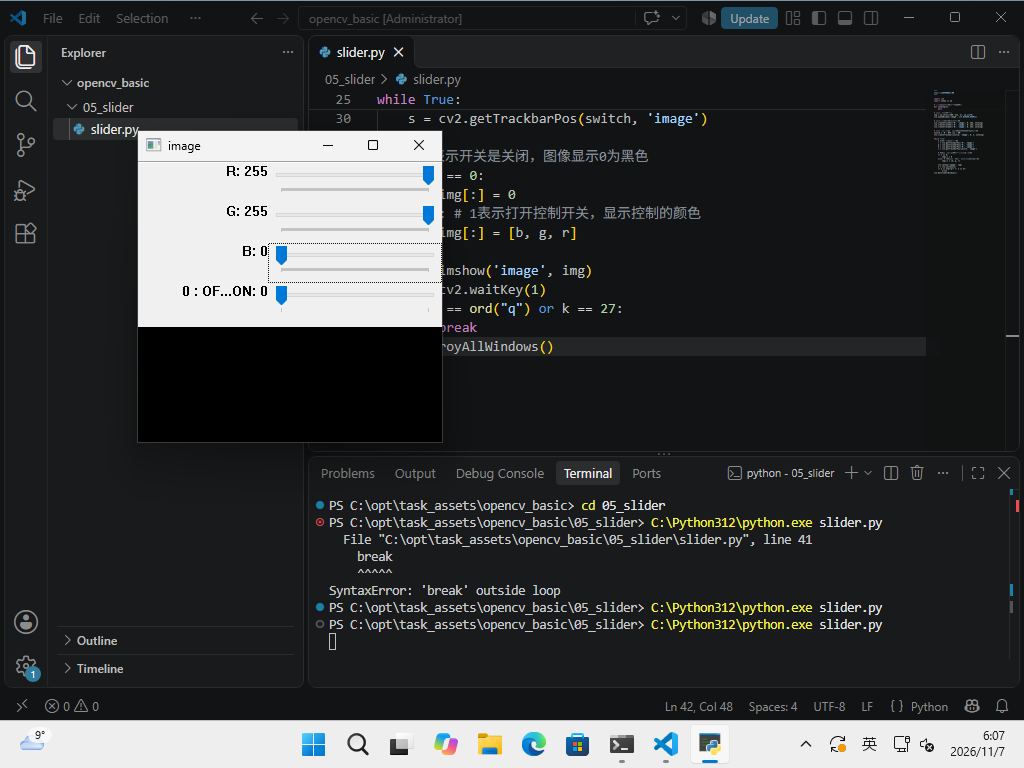 File Edit Selection ··· opencv_basic [Administrator] Update
Explorer ···
slider.py
opencv_basic
05_slider > slider.py
05_slider
slider.py
25 while True:
30 s = cv2.getTrackbarPos(switch, 'image')
示开关是关闭，图像显示0为黑色
== 0:
img[:] = 0
: # 1表示打开控制开关，显示控制的颜色
img[:] = [b, g, r]
imshow('image', img)
cv2.waitKey(1)
== ord("q") or k == 27:
break
royAllWindows()
image
R: 255
G: 255
B: 0
0 : OF...ON: 0
Problems Output Debug Console Terminal Ports python - 05_slider
PS C:\opt\task_assets\opencv_basic> cd 05_slider
PS C:\opt\task_assets\opencv_basic\05_slider> C:\Python312\python.exe slider.py
File "C:\opt\task_assets\opencv_basic\05_slider\slider.py", line 41
break
^^^^^
SyntaxError: 'break' outside loop
PS C:\opt\task_assets\opencv_basic\05_slider> C:\Python312\python.exe slider.py
PS C:\opt\task_assets\opencv_basic\05_slider> C:\Python312\python.exe slider.py
Outline
Timeline
1
0 0 Ln 42, Col 48 Spaces: 4 UTF-8 LF { } Python
9°
英
6:07
2026/11/7